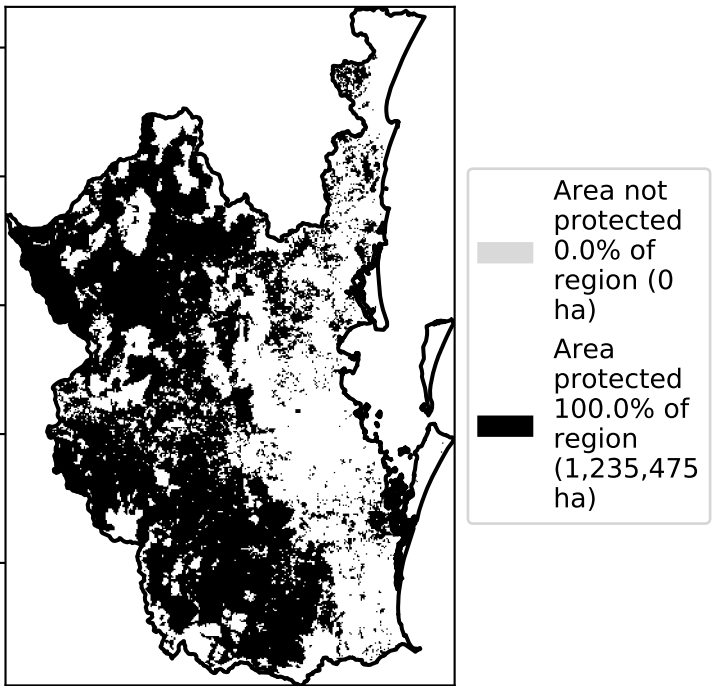 Area not
protected
0.0% of
region (0
ha)
Area
protected
100.0% of
region
(1,235,475
ha)